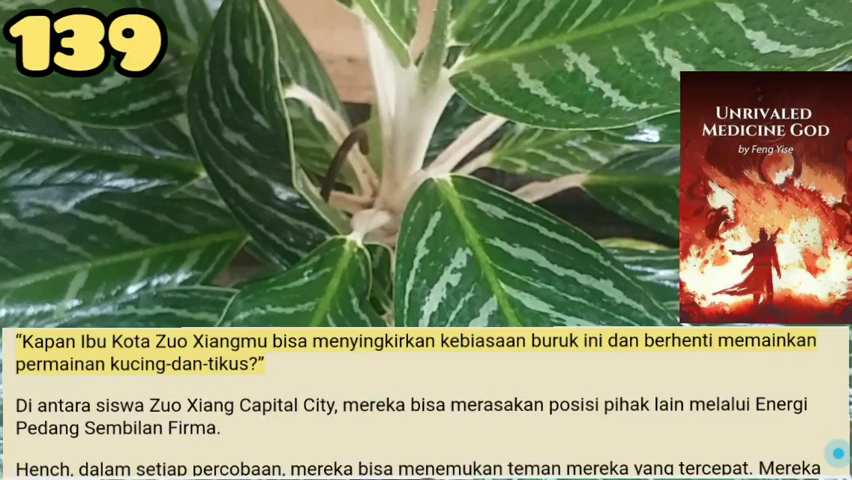 139
UNRIVALED
MEDICINE GOD
by Feng Yise
“Kapan Ibu Kota Zuo Xiangmu bisa menyingkirkan kebiasaan buruk ini dan berhenti memainkan
permainan kucing-dan-tikus?”
Di antara siswa Zuo Xiang Capital City, mereka bisa merasakan posisi pihak lain melalui Energi
Pedang Sembilan Firma.
Hench, dalam setiap percobaan, mereka bisa menemukan teman mereka yang tercepat. Mereka